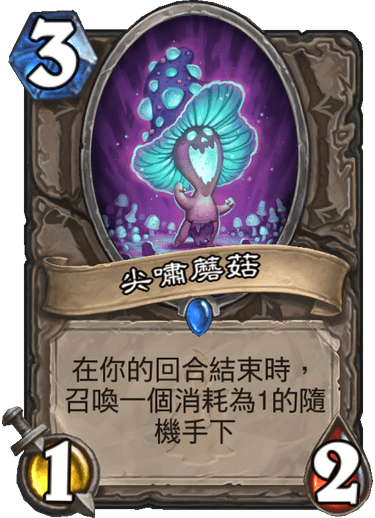 3
尖嘯蘑菇
在你的回合結束時，
召喚一個消耗為1的隨
機手下
1
2